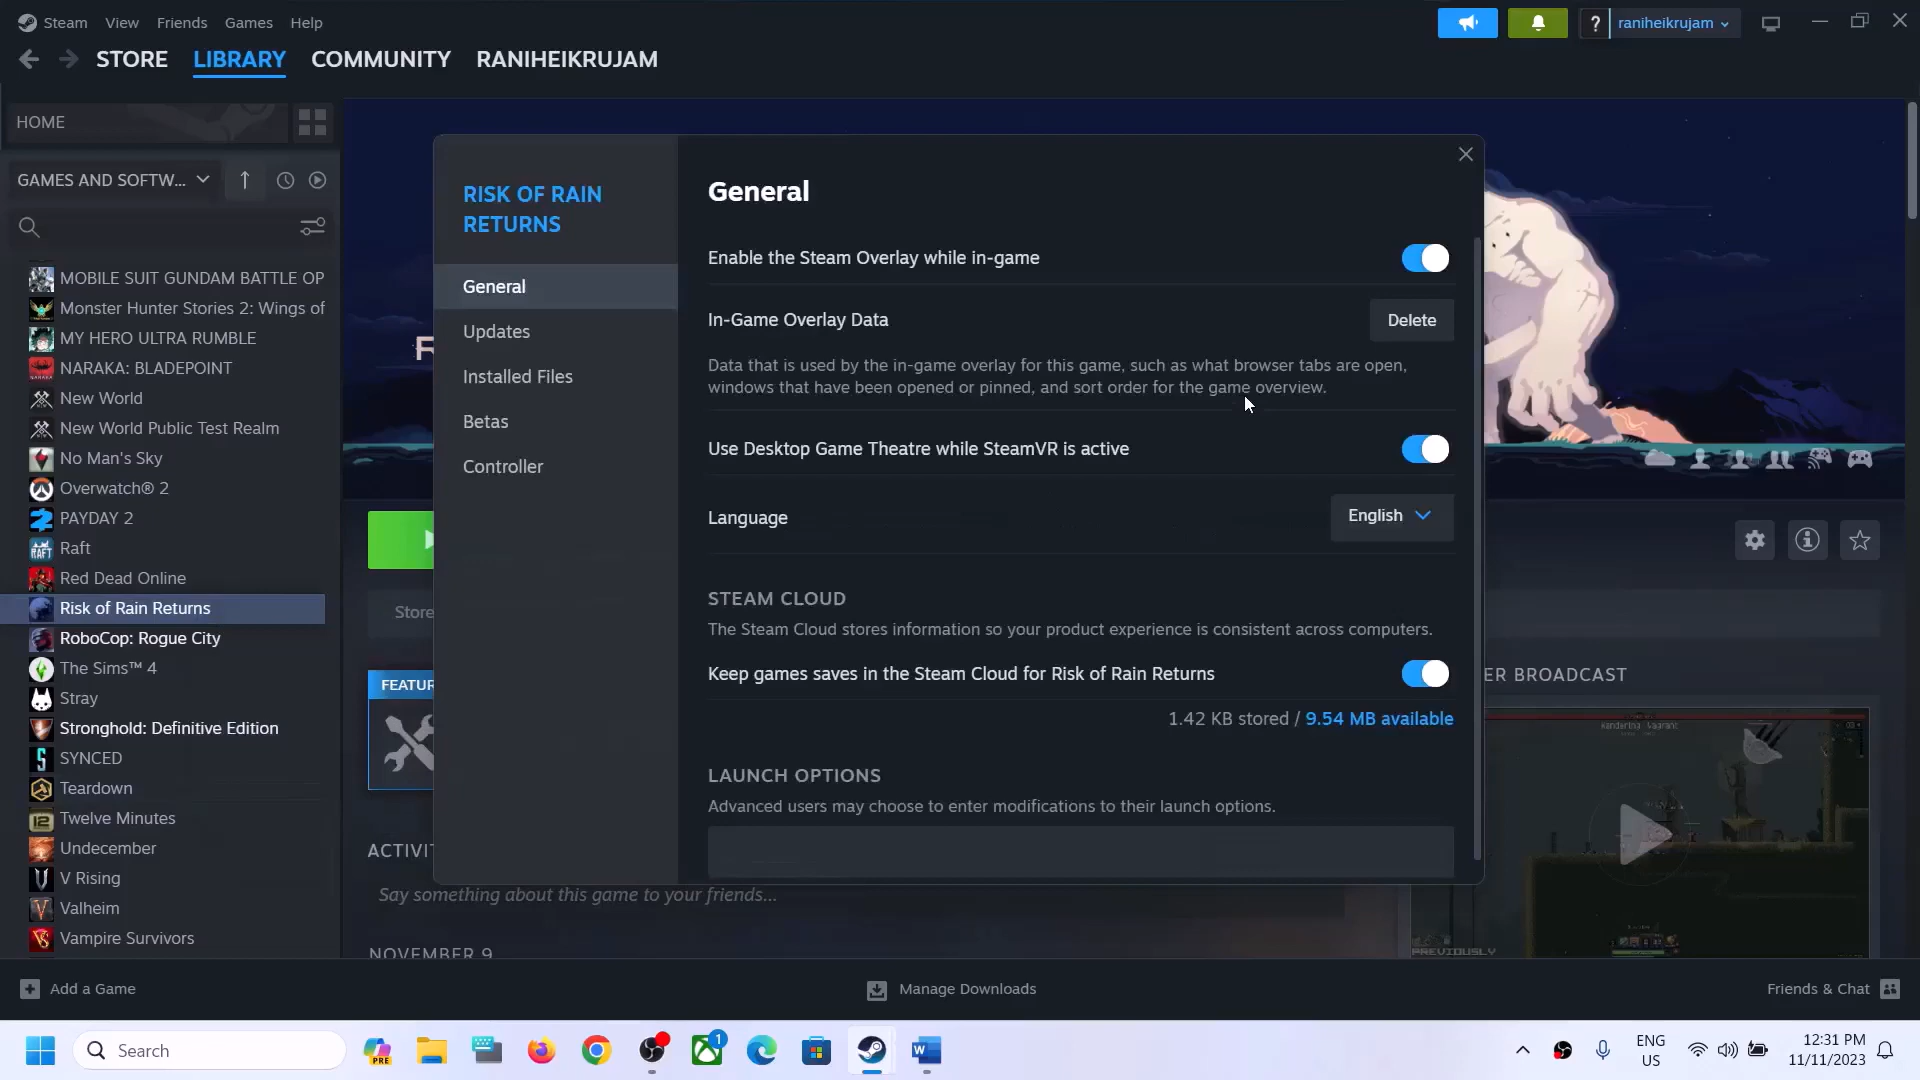 Steam View Friends Games Help
? raniheikrujam
STORE LIBRARY COMMUNITY RANIHEIKRUJAM
HOME
GAMES AND SOFTW...
MOBILE SUIT GUNDAM BATTLE OP
Monster Hunter Stories 2: Wings of
MY HERO ULTRA RUMBLE
NARAKA: BLADEPOINT
New World
New World Public Test Realm
No Man's Sky
Overwatch® 2
PAYDAY 2
Raft
Red Dead Online
Risk of Rain Returns
RoboCop: Rogue City
The Sims™ 4
Stray
Stronghold: Definitive Edition
SYNCED
Teardown
Twelve Minutes
Undecember
V Rising
Valheim
Vampire Survivors
RISK OF RAIN
RETURNS
General
Updates
Installed Files
Betas
Controller
General
Enable the Steam Overlay while in-game
In-Game Overlay Data
Delete
Data that is used by the in-game overlay for this game, such as what browser tabs are open,
windows that have been opened or pinned, and sort order for the game overview.
Use Desktop Game Theatre while SteamVR is active
Language
English
STEAM CLOUD
The Steam Cloud stores information so your product experience is consistent across computers.
Keep games saves in the Steam Cloud for Risk of Rain Returns
1.42 KB stored / 9.54 MB available
LAUNCH OPTIONS
Advanced users may choose to enter modifications to their launch options.
Store
FEATUR
ACTIVIT
Say something about this game to your friends...
NOVEMBER 9
ER BROADCAST
PREVIOUSLY
Add a Game
Manage Downloads
Friends & Chat
Search
PRE
1
ENG
US
12:31 PM
11/11/2023